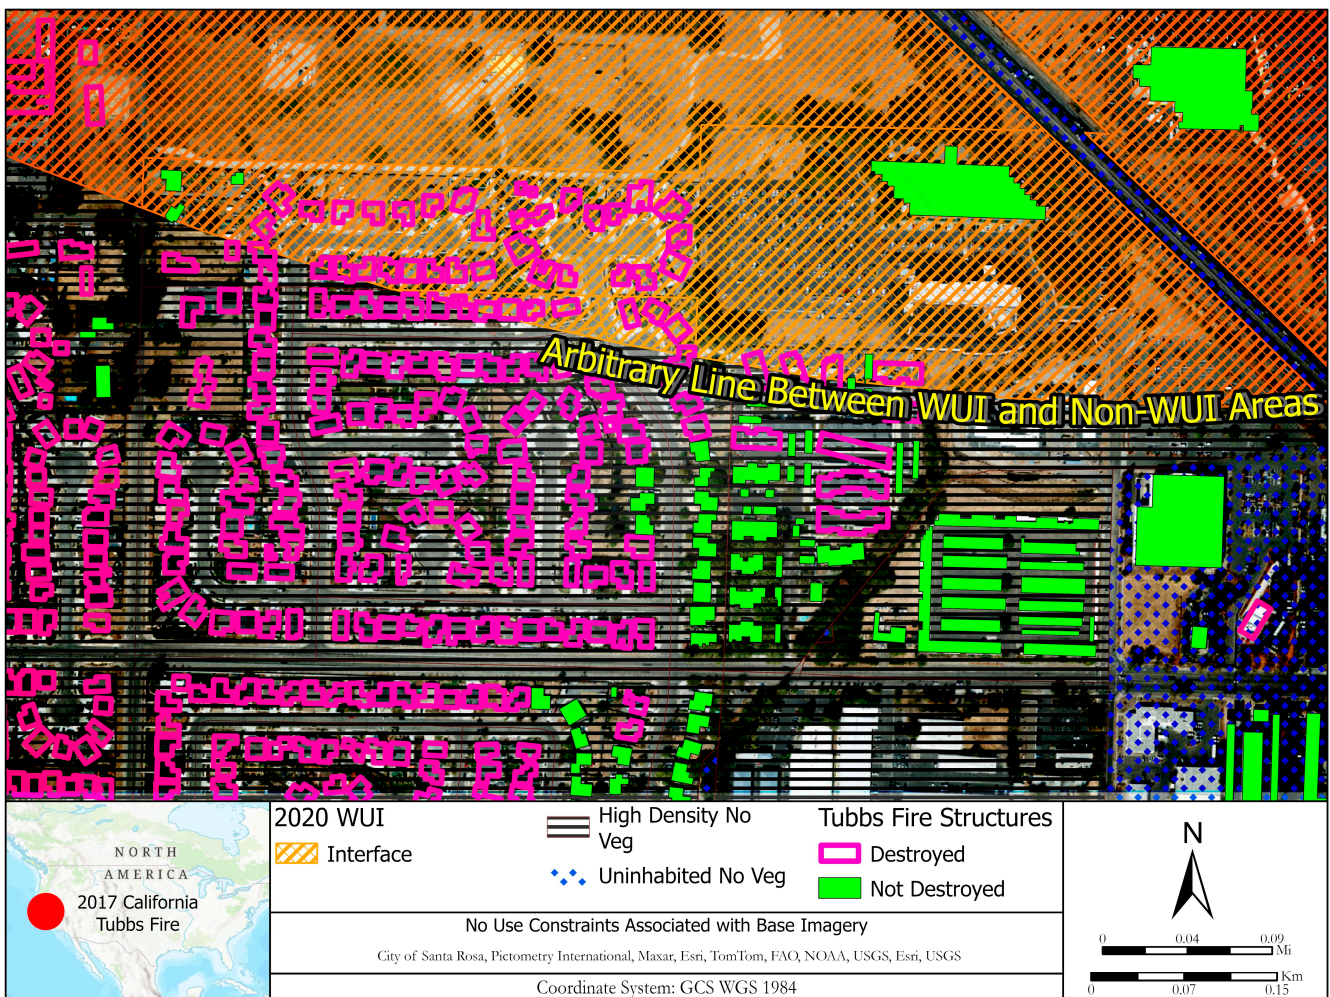 Arbitrary Line Between WUI and Non-WUI Areas
NORTH
AMERICA
2017 California
Tubbs Fire
2020 WUI
Interface
High Density No
Veg
Uninhabited No Veg
Tubbs Fire Structures
Destroyed
Not Destroyed
No Use Constraints Associated with Base Imagery
City of Santa Rosa, Pictometry International, Maxar, Esri, TomTom, FAO, NOAA, USGS, Esri, USGS
Coordinate System: GCS WGS 1984
N
0 0.04 0.09
Mi
Km
0 0.07 0.15